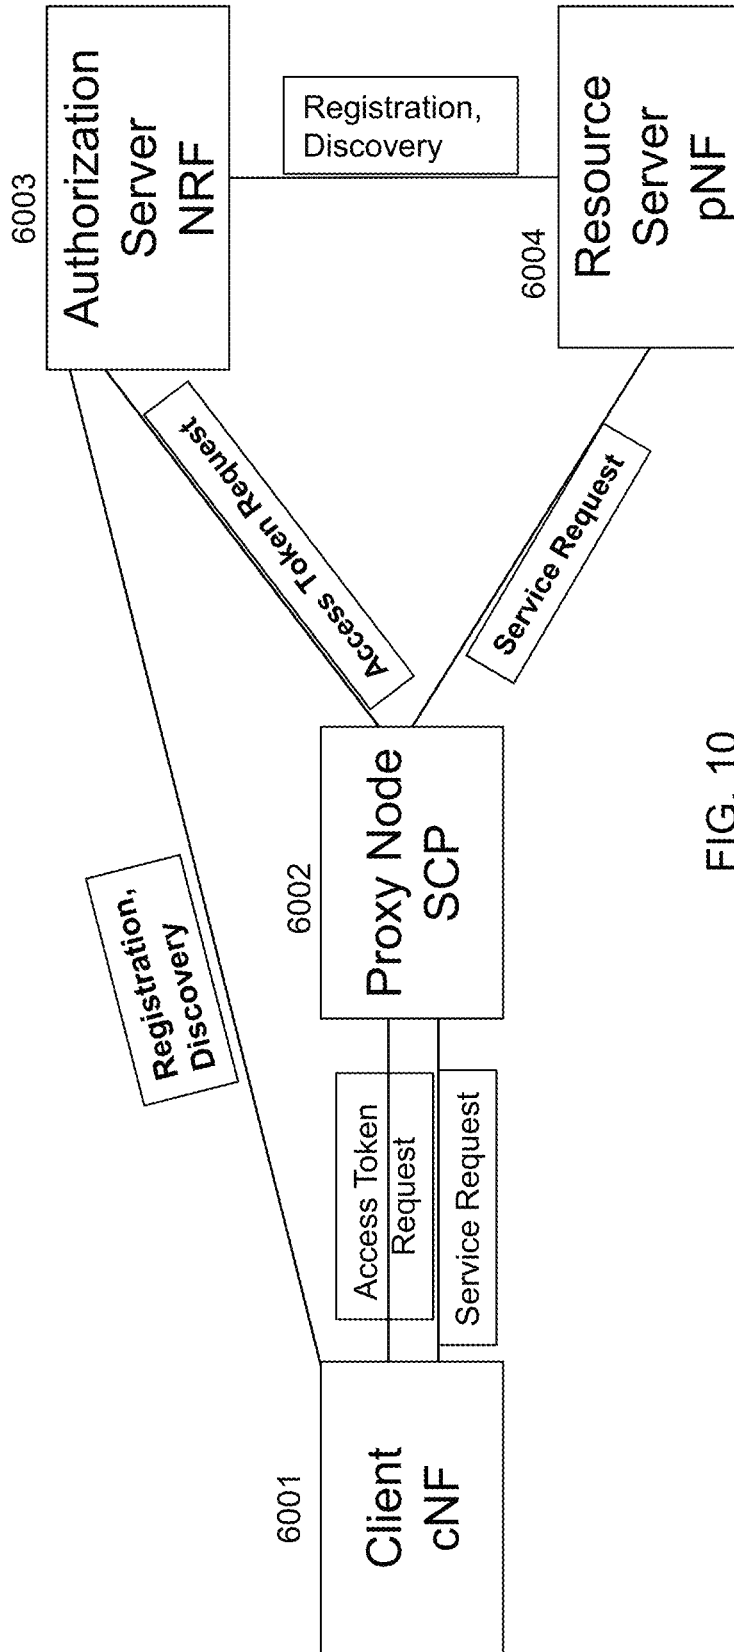 6003
Authorization
Server
NRF
Registration,
Discovery
6004
Resource
Server
pNF
Registration,
Discovery
Access Token Request
Service Request
6002
Proxy Node
SCP
Access Token
Request
Service Request
6001
Client
cNF
FIG. 10